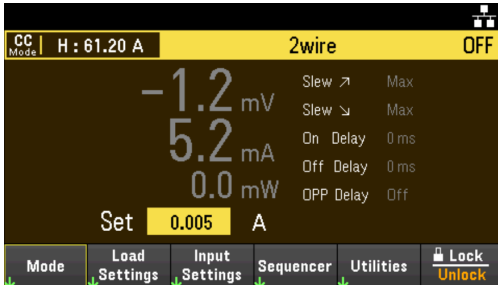 CC
Mode
H : 61.20 A
2wire
OFF
−1.2 mV
5.2 mA
0.0 mW
Slew ↗ Max
Slew ↘ Max
On Delay 0 ms
Off Delay 0 ms
OPP Delay Off
Set 0.005 A
Mode
Load
Settings
Input
Settings
Sequencer
Utilities
Lock
Unlock